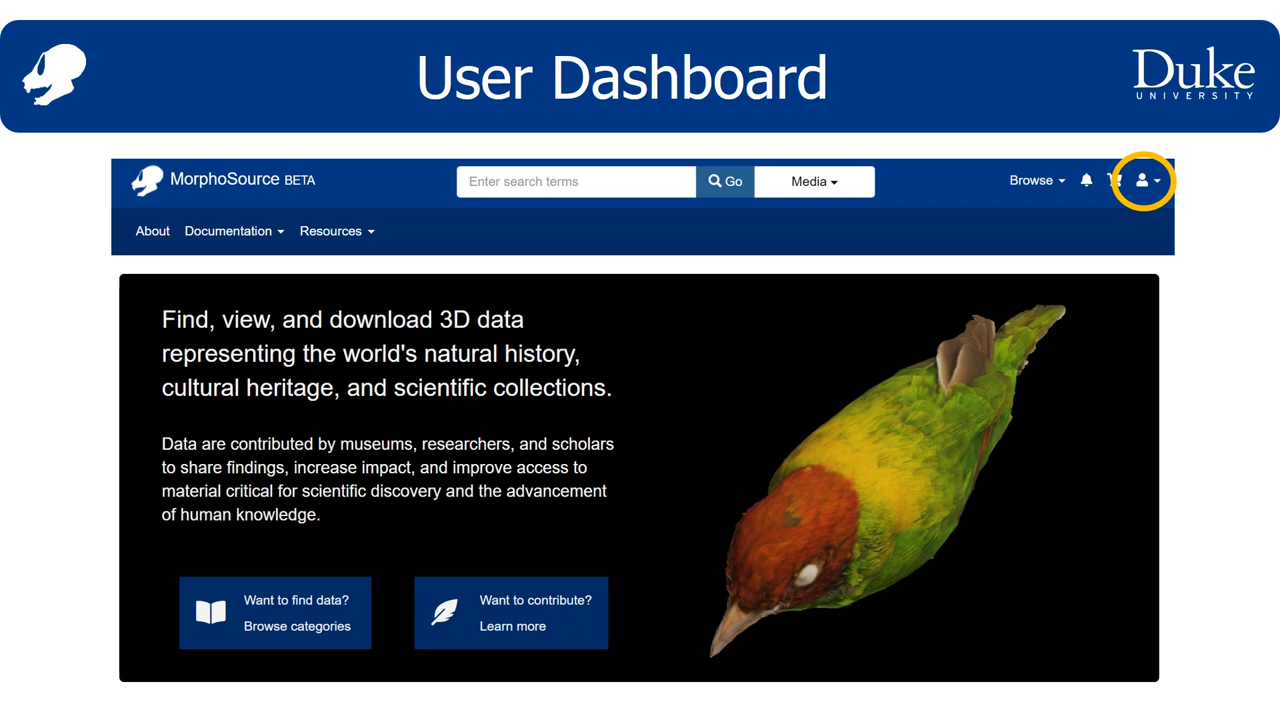 User Dashboard
Duke
UNIVERSITY
MorphoSource BETA
Enter search terms
Go
Media
Browse
About
Documentation
Resources
Find, view, and download 3D data
representing the world's natural history,
cultural heritage, and scientific collections.
Data are contributed by museums, researchers, and scholars
to share findings, increase impact, and improve access to
material critical for scientific discovery and the advancement
of human knowledge.
Want to find data?
Browse categories
Want to contribute?
Learn more